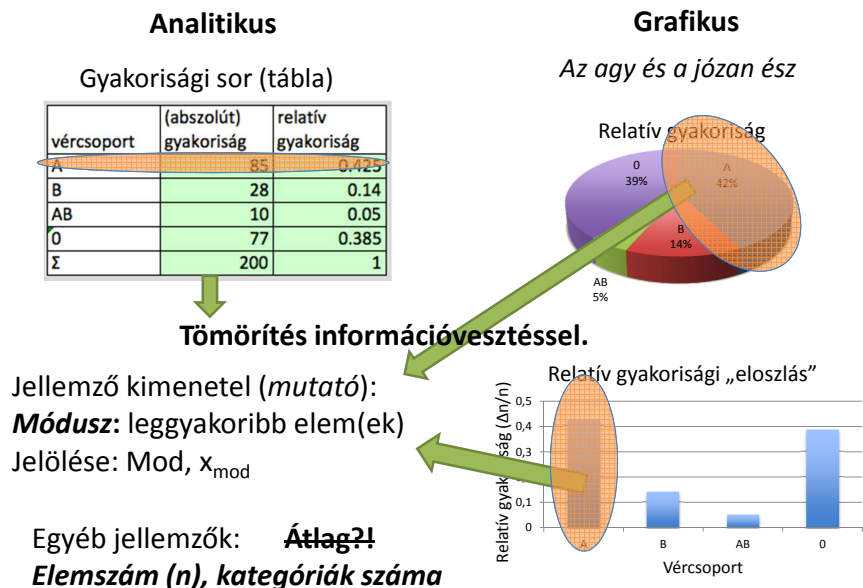 Analitikus
Gyakorisági sor (tábla)
vércsoport (abszolút) gyakoriság relatív gyakoriság
A 85 0.425
B 28 0.14
AB 10 0.05
0 77 0.385
Σ 200 1
Grafikus
Az agy és a józan ész
Relatív gyakoriság
0
39%
A
42%
B
14%
AB
5%
Tömörítés információvesztéssel.
Jellemző kimenetel (mutató):
Módusz: leggyakoribb elem(ek)
Jelölése: Mod, xmod
Egyéb jellemzők: Átlag?!
Elemszám (n), kategóriák száma
Relatív gyakorisági „eloszlás”
Relatív gyakoriság (Δn/n)
0,5
0,4
0,3
0,2
0,1
0
A B AB 0
Vércsoport